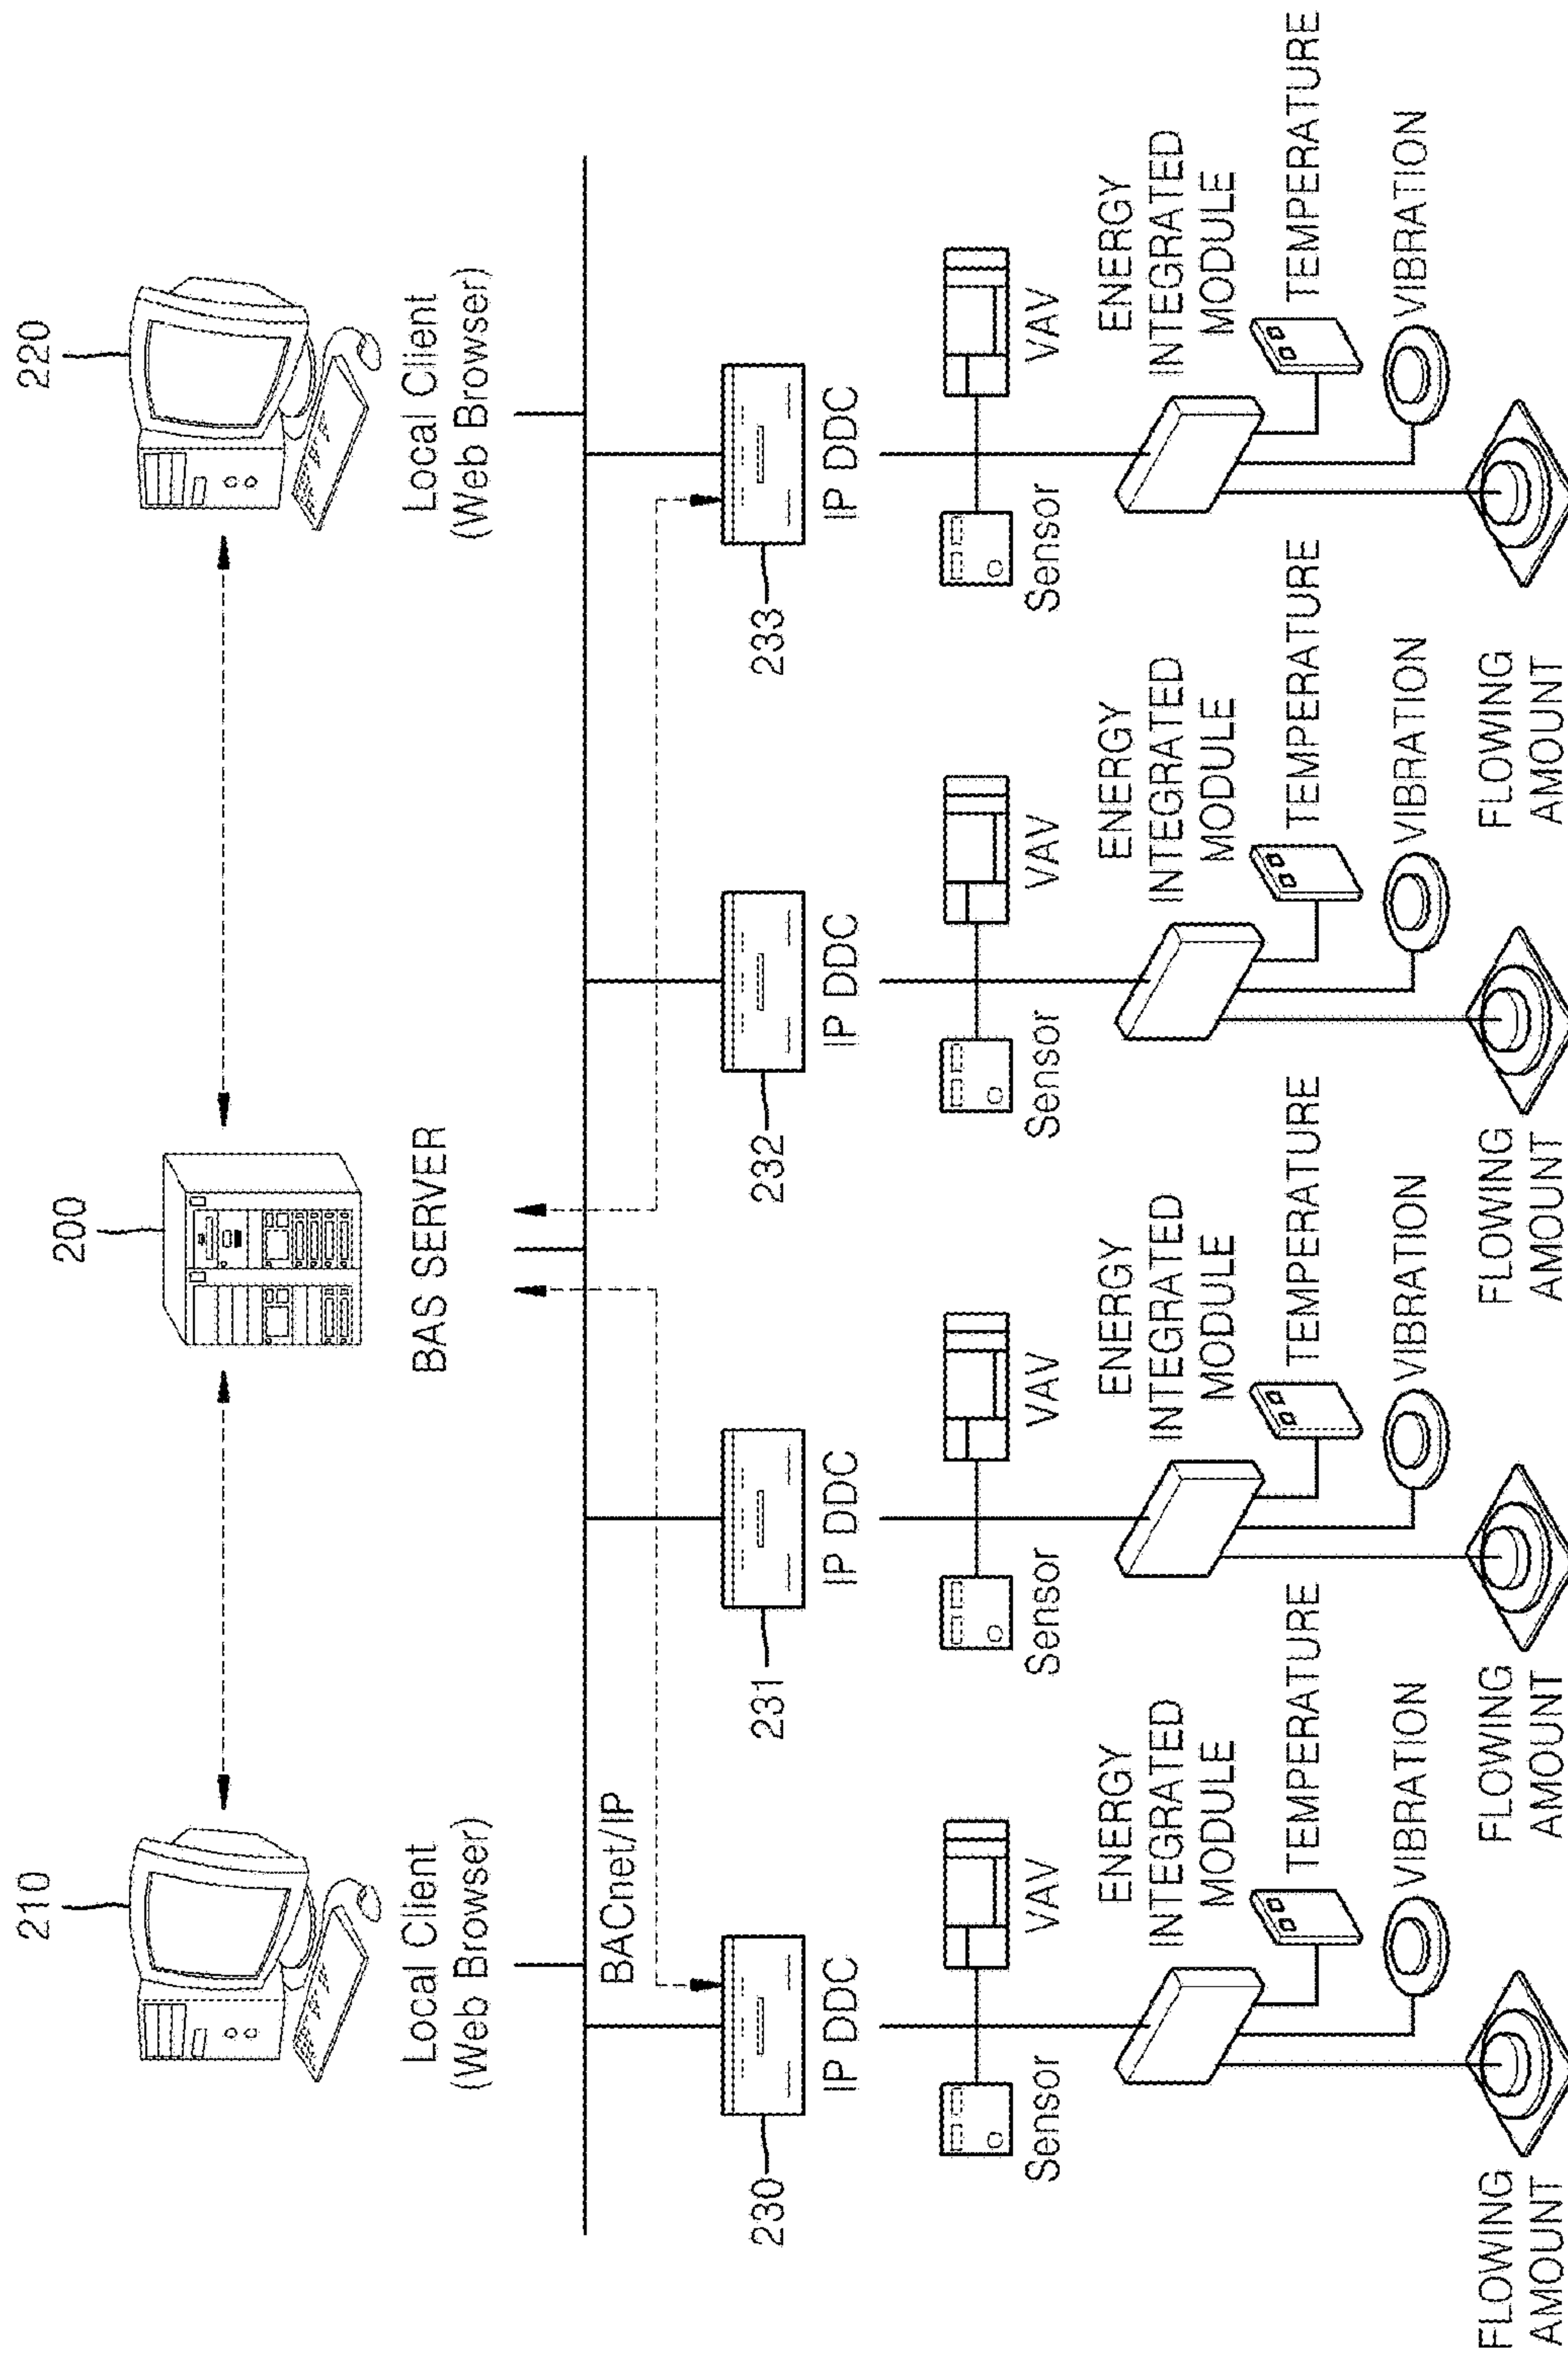 210
200
220
Local Client
(Web Browser)
BAS SERVER
Local Client
(Web Browser)
BACnet/IP
230
IP DDC
231
IP DDC
232
IP DDC
233
IP DDC
Sensor
VAV
Sensor
VAV
Sensor
VAV
Sensor
VAV
ENERGY
INTEGRATED
MODULE
ENERGY
INTEGRATED
MODULE
ENERGY
INTEGRATED
MODULE
ENERGY
INTEGRATED
MODULE
TEMPERATURE
TEMPERATURE
TEMPERATURE
TEMPERATURE
VIBRATION
VIBRATION
VIBRATION
VIBRATION
FLOWING
AMOUNT
FLOWING
AMOUNT
FLOWING
AMOUNT
FLOWING
AMOUNT